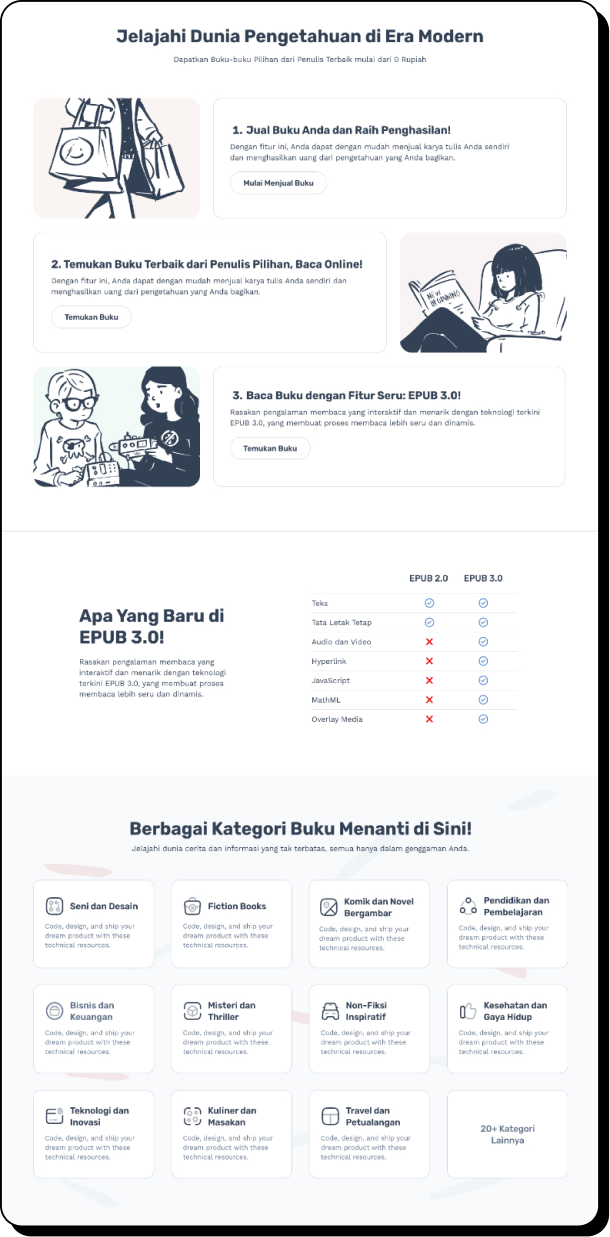 Jelajahi Dunia Pengetahuan di Era Modern
Dapatkan Buku-buku Pilihan dari Penulis Terbaik mulai dari 0 Rupiah
1. Jual Buku Anda dan Raih Penghasilan!
Dengan fitur ini, Anda dapat dengan mudah menjual karya tulis Anda sendiri
dan menghasilkan uang dari pengetahuan yang Anda bagikan.
Mulai Menjual Buku
2. Temukan Buku Terbaik dari Penulis Pilihan, Baca Online!
Dengan fitur ini, Anda dapat dengan mudah menjual karya tulis Anda sendiri dan
menghasilkan uang dari pengetahuan yang Anda bagikan.
Temukan Buku
NEW
BEGINNING
3. Baca Buku dengan Fitur Seru: EPUB 3.0!
Rasakan pengalaman membaca yang interaktif dan menarik dengan teknologi terkini
EPUB 3.0, yang membuat proses membaca lebih seru dan dinamis.
Temukan Buku
Apa Yang Baru di
EPUB 3.0!
Rasakan pengalaman membaca yang
interaktif dan menarik dengan teknologi
terkini EPUB 3.0, yang membuat proses
membaca lebih seru dan dinamis.
EPUB 2.0 EPUB 3.0
Teks
Tata Letak Tetap
Audio dan Video
Hyperlink
JavaScript
MathML
Overlay Media
Berbagai Kategori Buku Menanti di Sini!
Jelajahi dunia cerita dan informasi yang tak terbatas, semua hanya dalam genggaman Anda.
Seni dan Desain
Code, design, and ship your
dream product with these
technical resources.
Fiction Books
Code, design, and ship your
dream product with these
technical resources.
Komik dan Novel
Bergambar
Code, design, and ship your
dream product with these
technical resources.
Pendidikan dan
Pembelajaran
Code, design, and ship your
dream product with these
technical resources.
Bisnis dan
Keuangan
Code, design, and ship your
dream product with these
technical resources.
Misteri dan
Thriller
Code, design, and ship your
dream product with these
technical resources.
Non-Fiksi
Inspiratif
Code, design, and ship your
dream product with these
technical resources.
Kesehatan dan
Gaya Hidup
Code, design, and ship your
dream product with these
technical resources.
Teknologi dan
Inovasi
Code, design, and ship your
dream product with these
technical resources.
Kuliner dan
Masakan
Code, design, and ship your
dream product with these
technical resources.
Travel dan
Petualangan
Code, design, and ship your
dream product with these
technical resources.
20+ Kategori
Lainnya